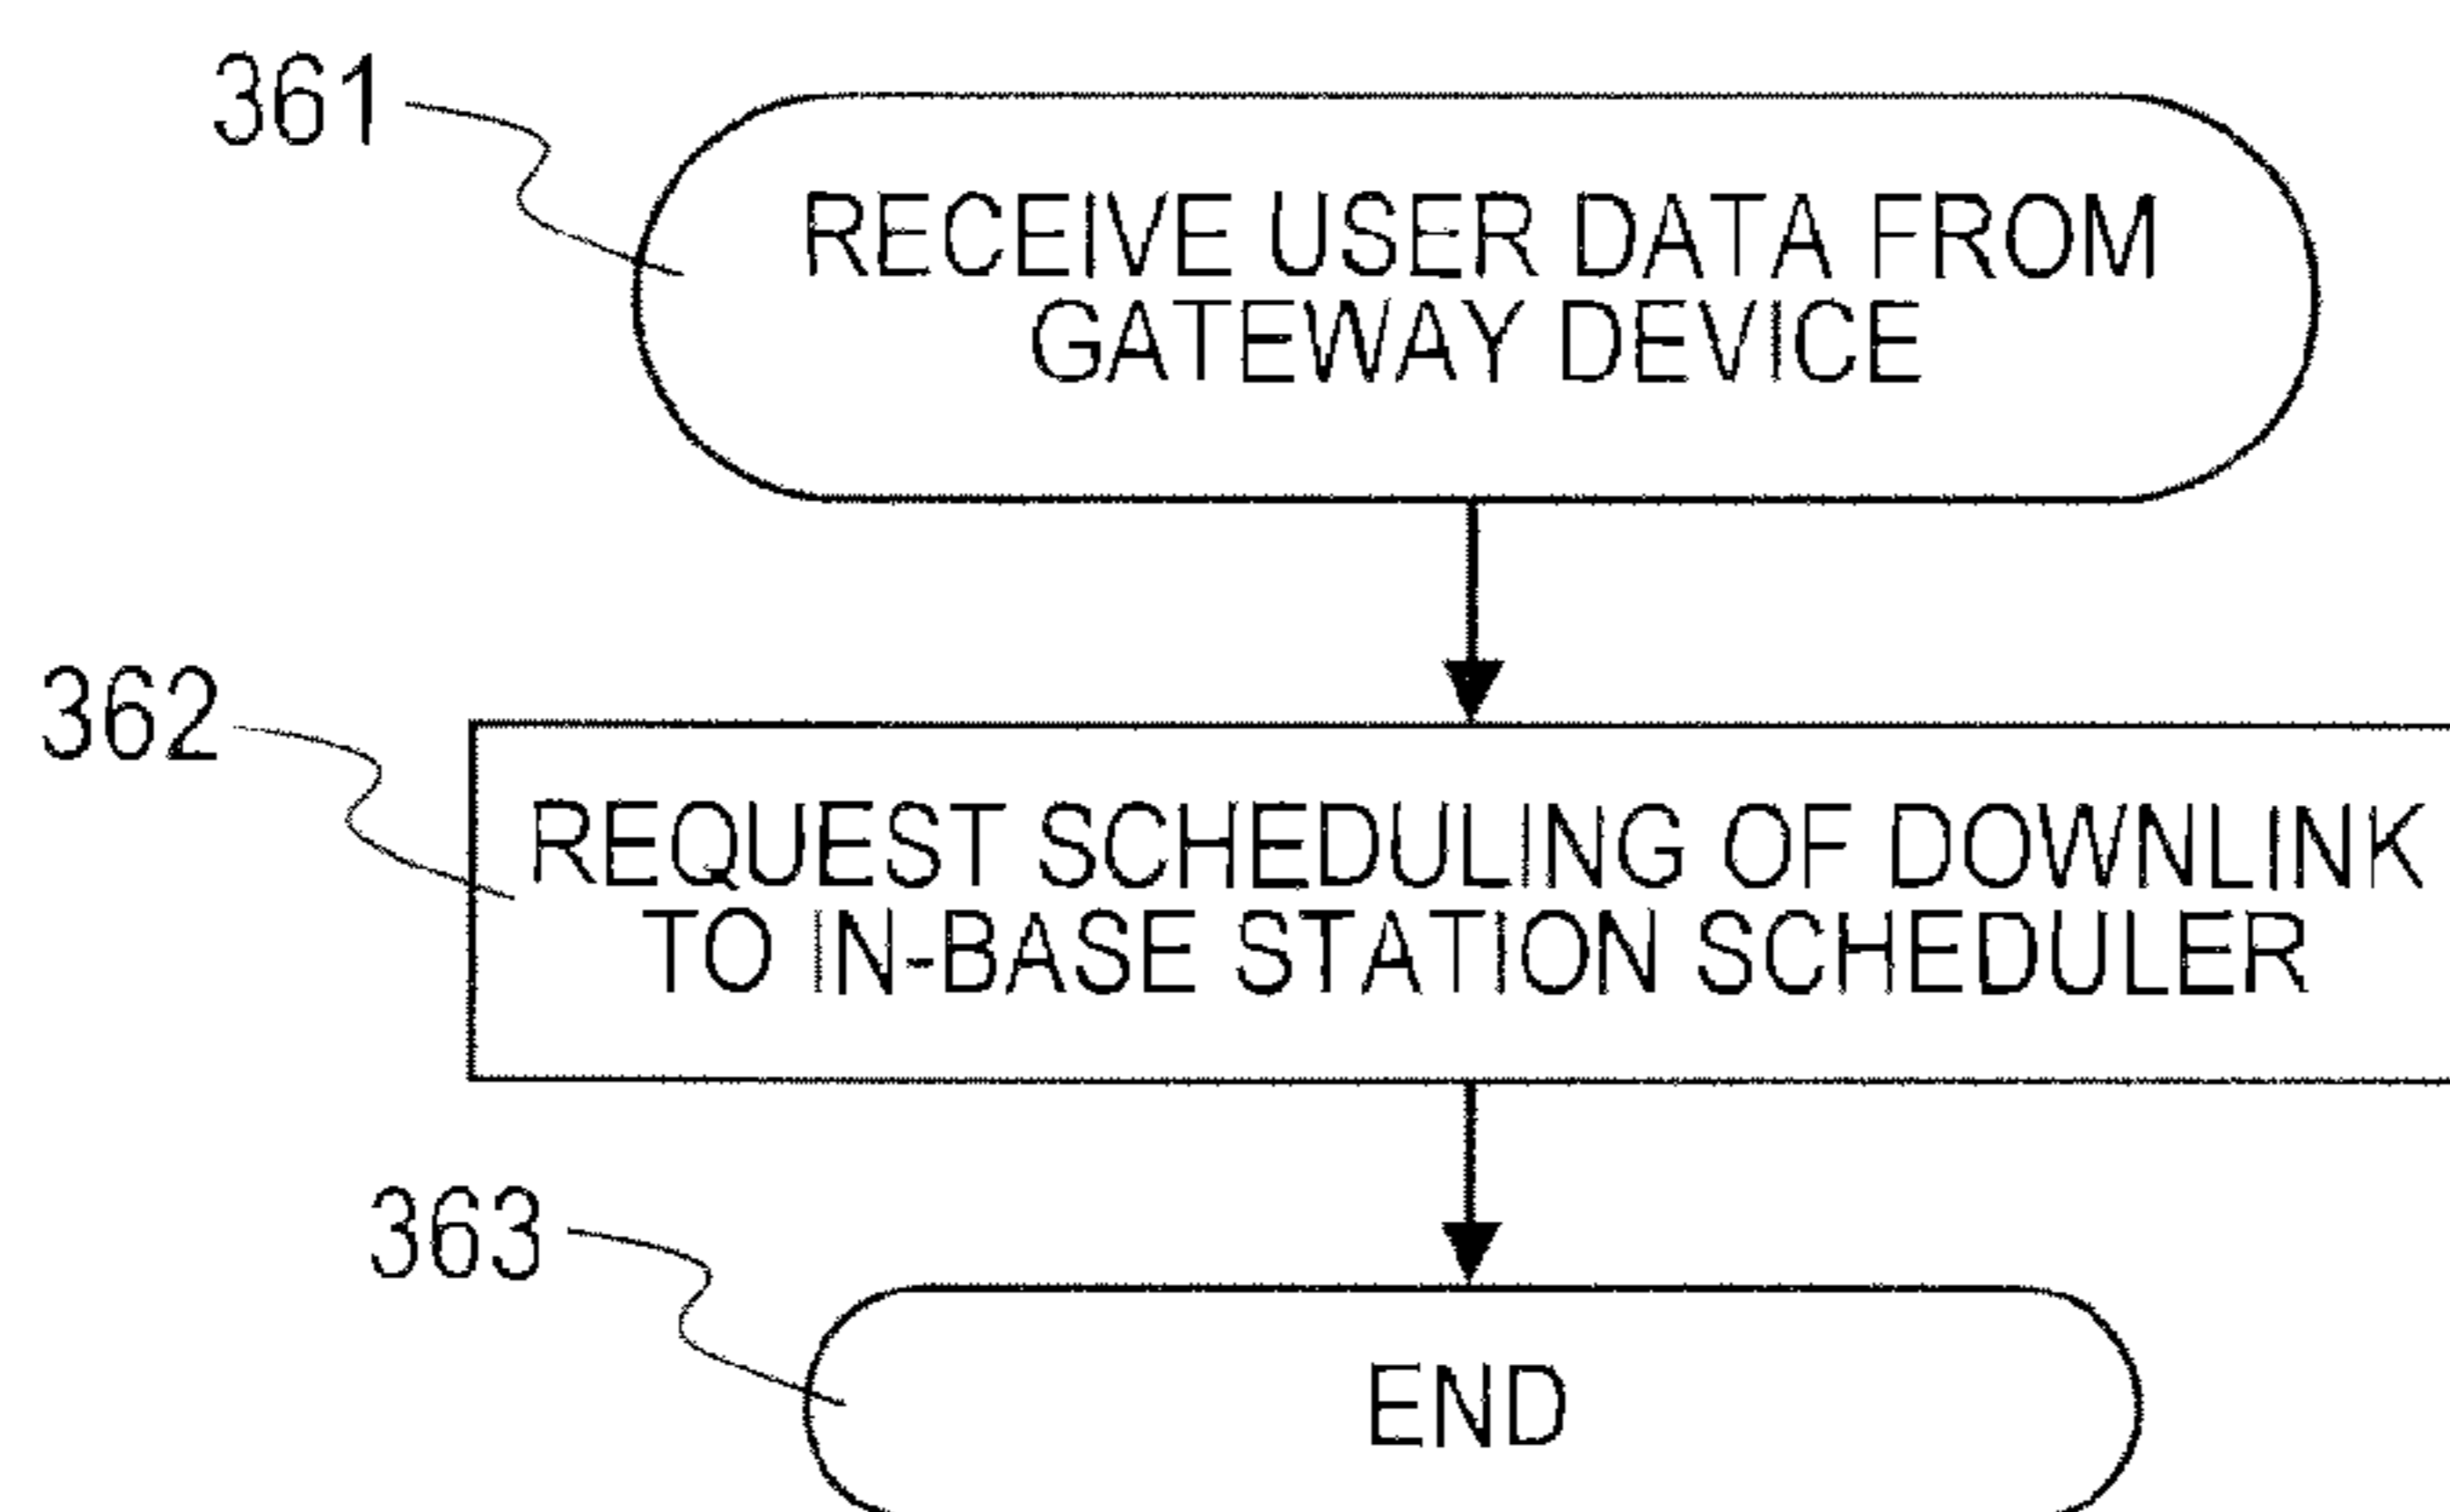 361
RECEIVE USER DATA FROM
GATEWAY DEVICE
362
REQUEST SCHEDULING OF DOWNLINK
TO IN-BASE STATION SCHEDULER
363
END